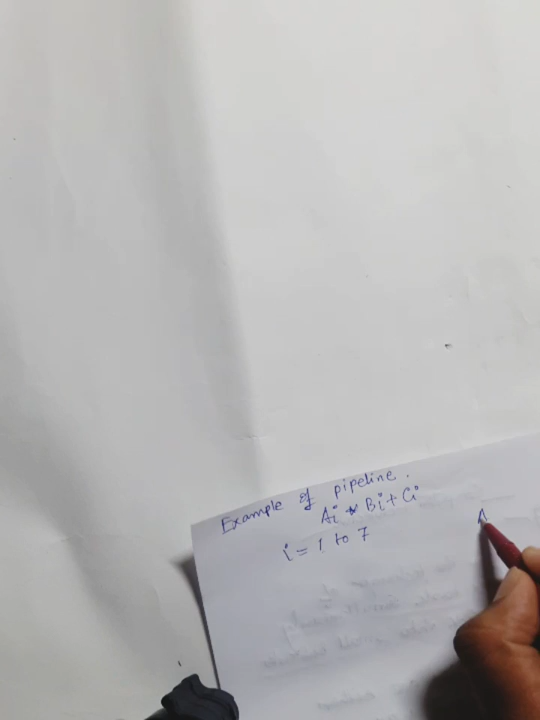 Example of pipeline.
Ai * Bi + Ci
i = 1 to 7
A